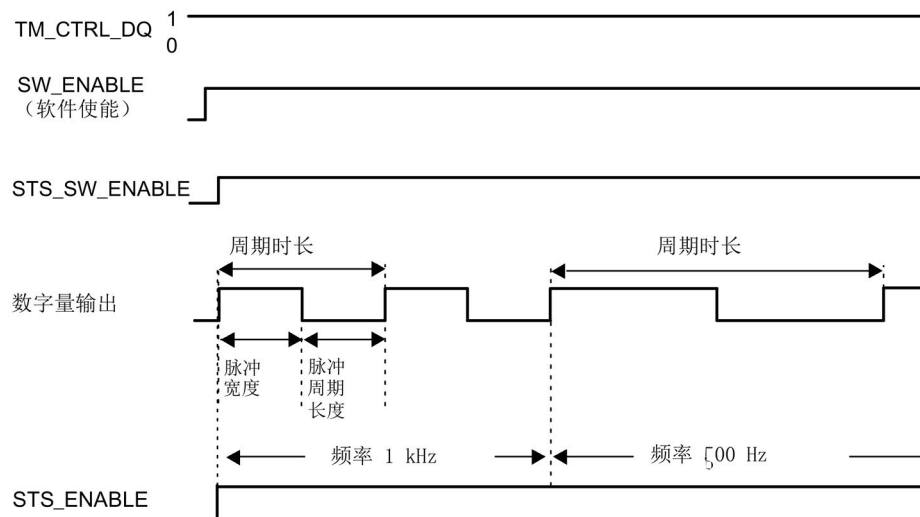 TM_CTRL_DQ
1
0
SW_ENABLE
（软件使能）
STS_SW_ENABLE
周期时长
周期时长
数字量输出
脉冲
宽度
脉冲
周期
长度
频率 1 kHz
频率 500 Hz
STS_ENABLE